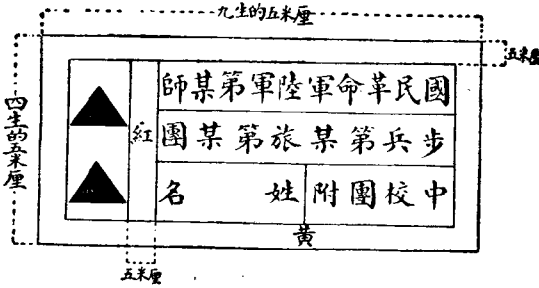 九生的五米厘
五米厘
四生的五米厘
國民革命軍陸軍第某師
步兵第某旅第某團
中校團附
姓名
紅
黃
五米厘